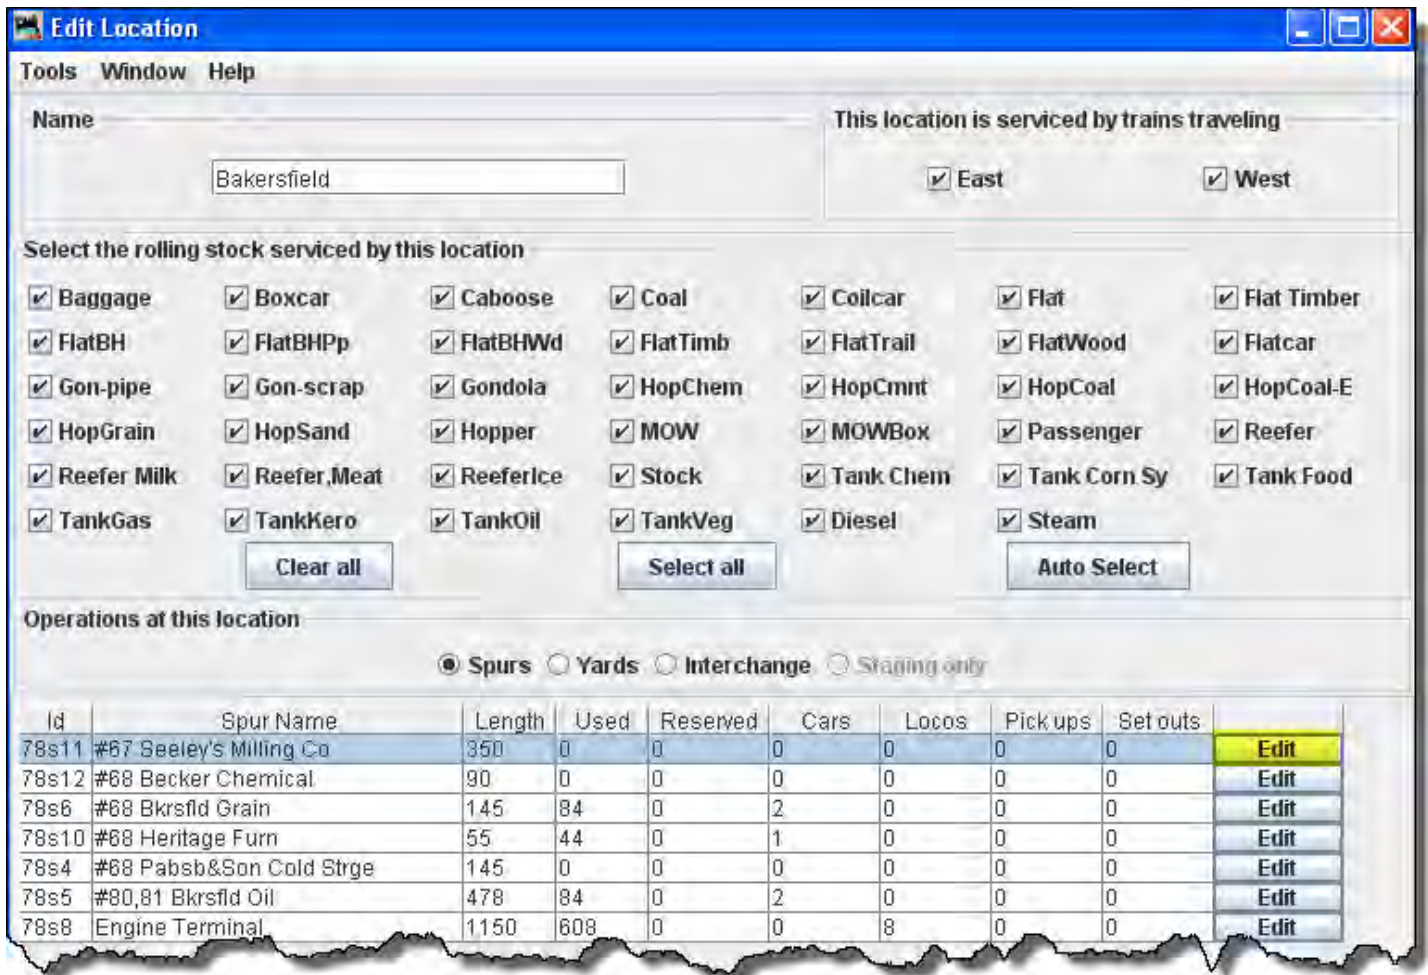 Edit Location
Tools Window Help
Name This location is serviced by trains traveling
Bakersfield East West
Select the rolling stock serviced by this location
Baggage Boxcar Caboose Coal Coilcar Flat Flat Timber
FlatBH FlatBHPp FlatBHWd FlatTimb FlatTrail FlatWood Flatcar
Gon-pipe Gon-scrap Gondola HopChem HopCmnt HopCoal HopCoal-E
HopGrain HopSand Hopper MOW MOWBox Passenger Reefer
Reefer Milk Reefer,Meat ReeferIce Stock Tank Chem Tank Corn Sy Tank Food
TankGas TankKero TankOil TankVeg Diesel Steam
Clear all Select all Auto Select
Operations at this location
Spurs Yards Interchange Staging only
Id Spur Name Length Used Reserved Cars Locos Pick ups Set outs
78s11 #67 Seeley's Milling Co 350 0 0 0 0 0 0 Edit
78s12 #68 Becker Chemical 90 0 0 0 0 0 0 Edit
78s6 #68 Bkrsfld Grain 145 84 0 2 0 0 0 Edit
78s10 #68 Heritage Furn 55 44 0 1 0 0 0 Edit
78s4 #68 Pabsb&Son Cold Strge 145 0 0 0 0 0 0 Edit
78s5 #80,81 Bkrsfld Oil 478 84 0 2 0 0 0 Edit
78s8 Engine Terminal 1150 608 0 0 8 0 0 Edit